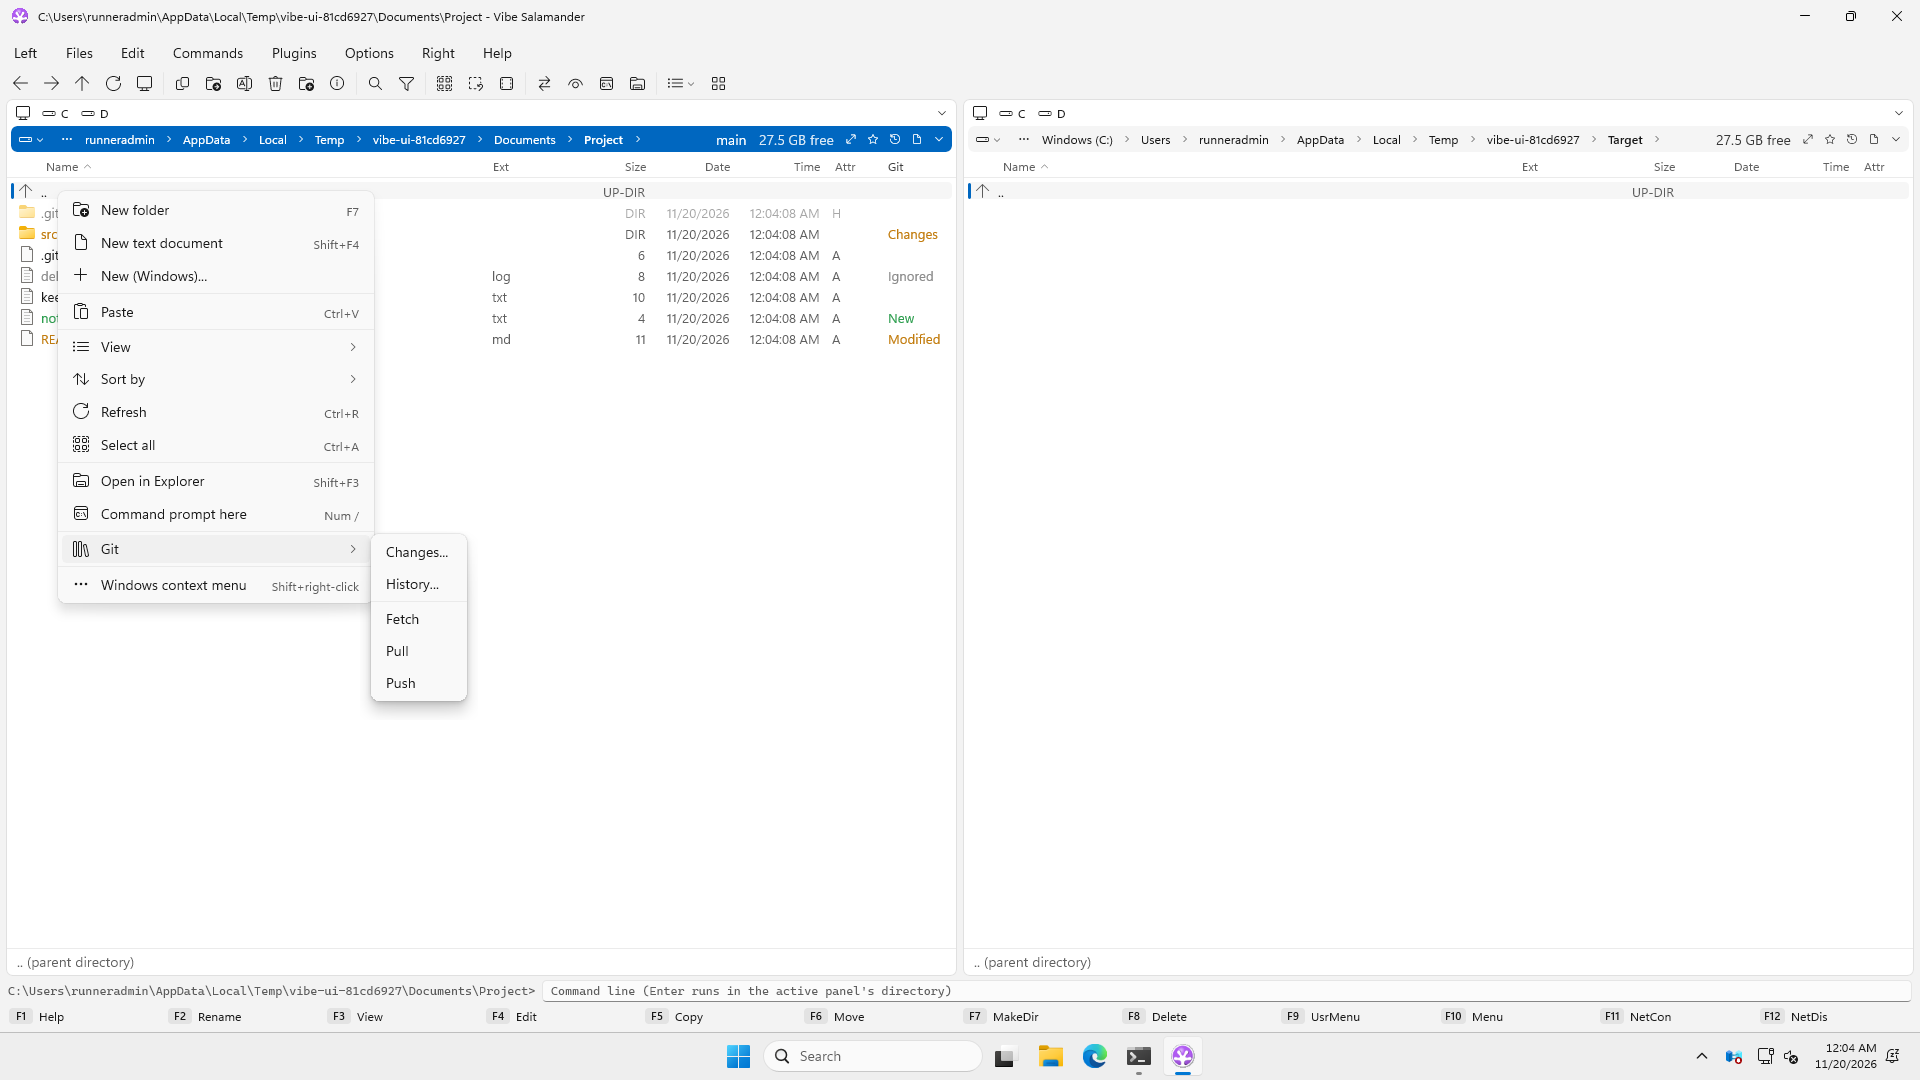 C:\Users\runneradmin\AppData\Local\Temp\vibe-ui-81cd6927\Documents\Project - Vibe Salamander
Left Files Edit Commands Plugins Options Right Help
C D
runneradmin AppData Local Temp vibe-ui-81cd6927 Documents Project main 27.5 GB free
Name Ext Size Date Time Attr Git
.. UP-DIR
.git DIR 11/20/2026 12:04:08 AM H
src DIR 11/20/2026 12:04:08 AM Changes
.git 6 11/20/2026 12:04:08 AM A
log 8 11/20/2026 12:04:08 AM A Ignored
txt 10 11/20/2026 12:04:08 AM A
txt 4 11/20/2026 12:04:08 AM A New
md 11 11/20/2026 12:04:08 AM A Modified
New folder F7
New text document Shift+F4
New (Windows)...
Paste Ctrl+V
View
Sort by
Refresh Ctrl+R
Select all Ctrl+A
Open in Explorer Shift+F3
Command prompt here Num /
Git
Windows context menu Shift+right-click
Changes...
History...
Fetch
Pull
Push
.. (parent directory)
C D
Windows (C:) Users runneradmin AppData Local Temp vibe-ui-81cd6927 Target 27.5 GB free
Name Ext Size Date Time Attr
.. UP-DIR
.. (parent directory)
C:\Users\runneradmin\AppData\Local\Temp\vibe-ui-81cd6927\Documents\Project> Command line (Enter runs in the active panel's directory)
F1 Help F2 Rename F3 View F4 Edit F5 Copy F6 Move F7 MakeDir F8 Delete F9 UsrMenu F10 Menu F11 NetCon F12 NetDis
Search
12:04 AM
11/20/2026